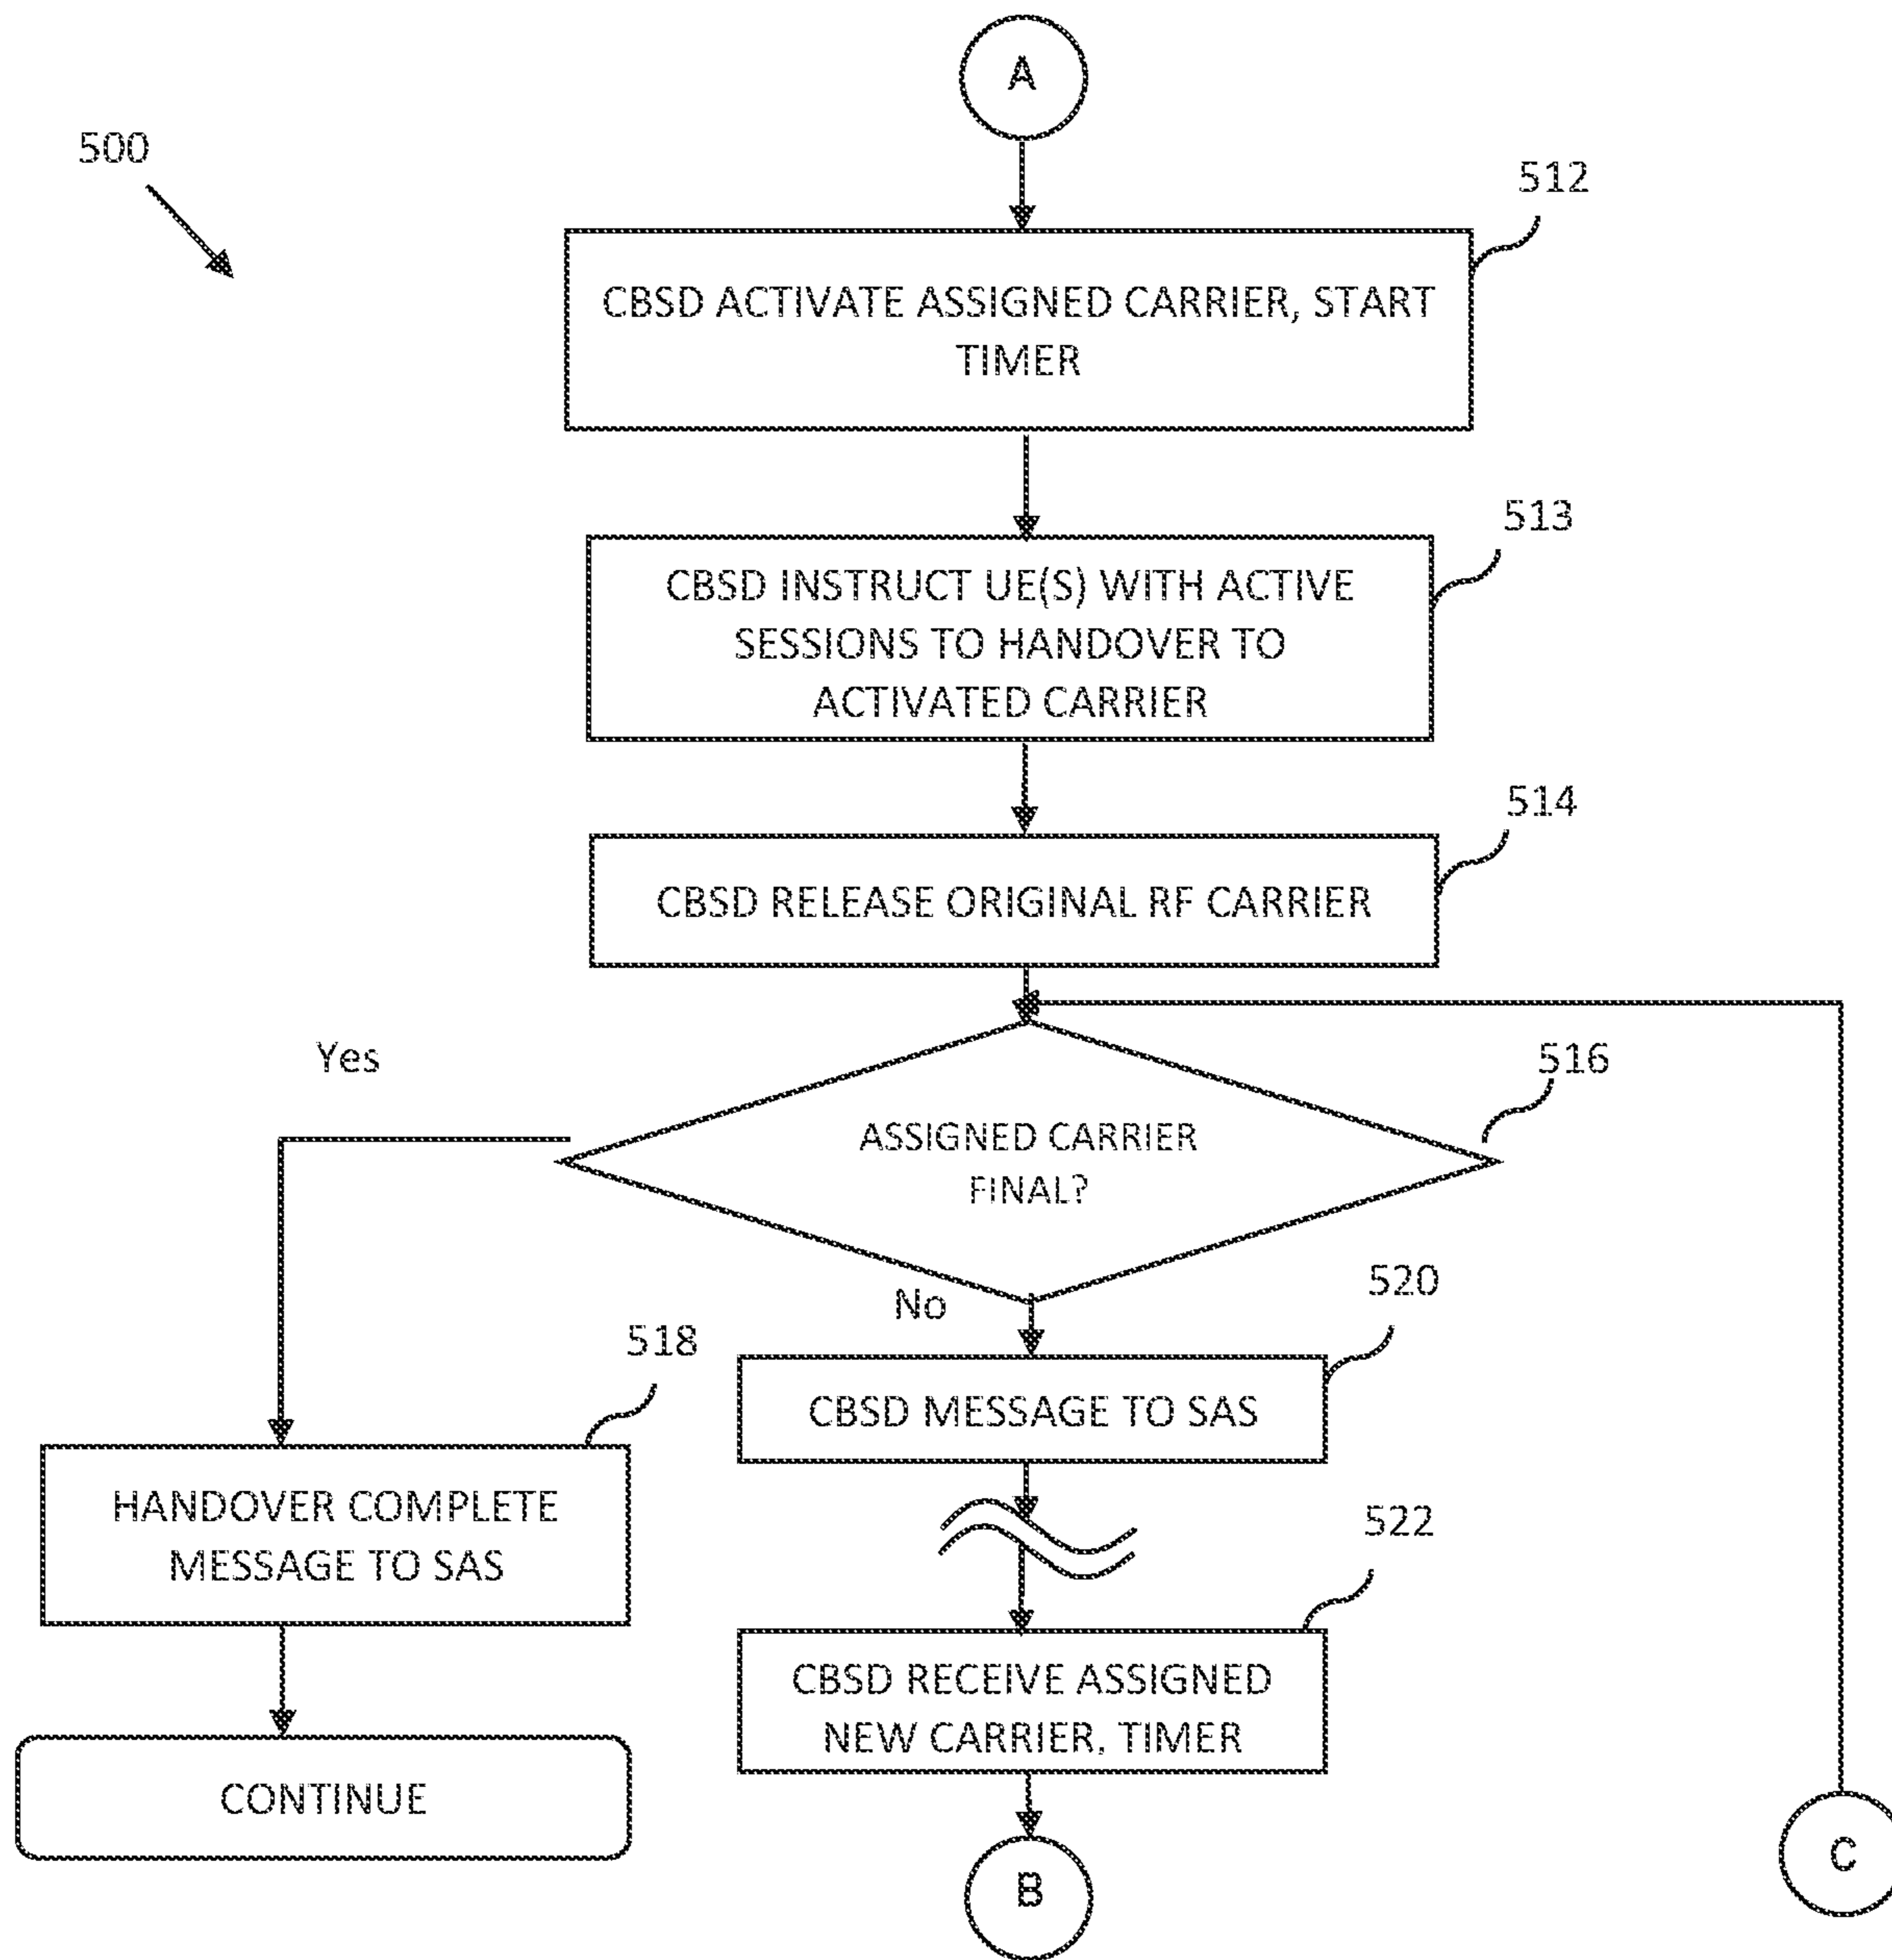 A
500
512
CBSD ACTIVATE ASSIGNED CARRIER, START
TIMER
513
CBSD INSTRUCT UE(S) WITH ACTIVE
SESSIONS TO HANDOVER TO
ACTIVATED CARRIER
514
CBSD RELEASE ORIGINAL RF CARRIER
Yes
516
ASSIGNED CARRIER
FINAL?
No
520
518
CBSD MESSAGE TO SAS
HANDOVER COMPLETE
MESSAGE TO SAS
522
CBSD RECEIVE ASSIGNED
NEW CARRIER, TIMER
CONTINUE
B
C